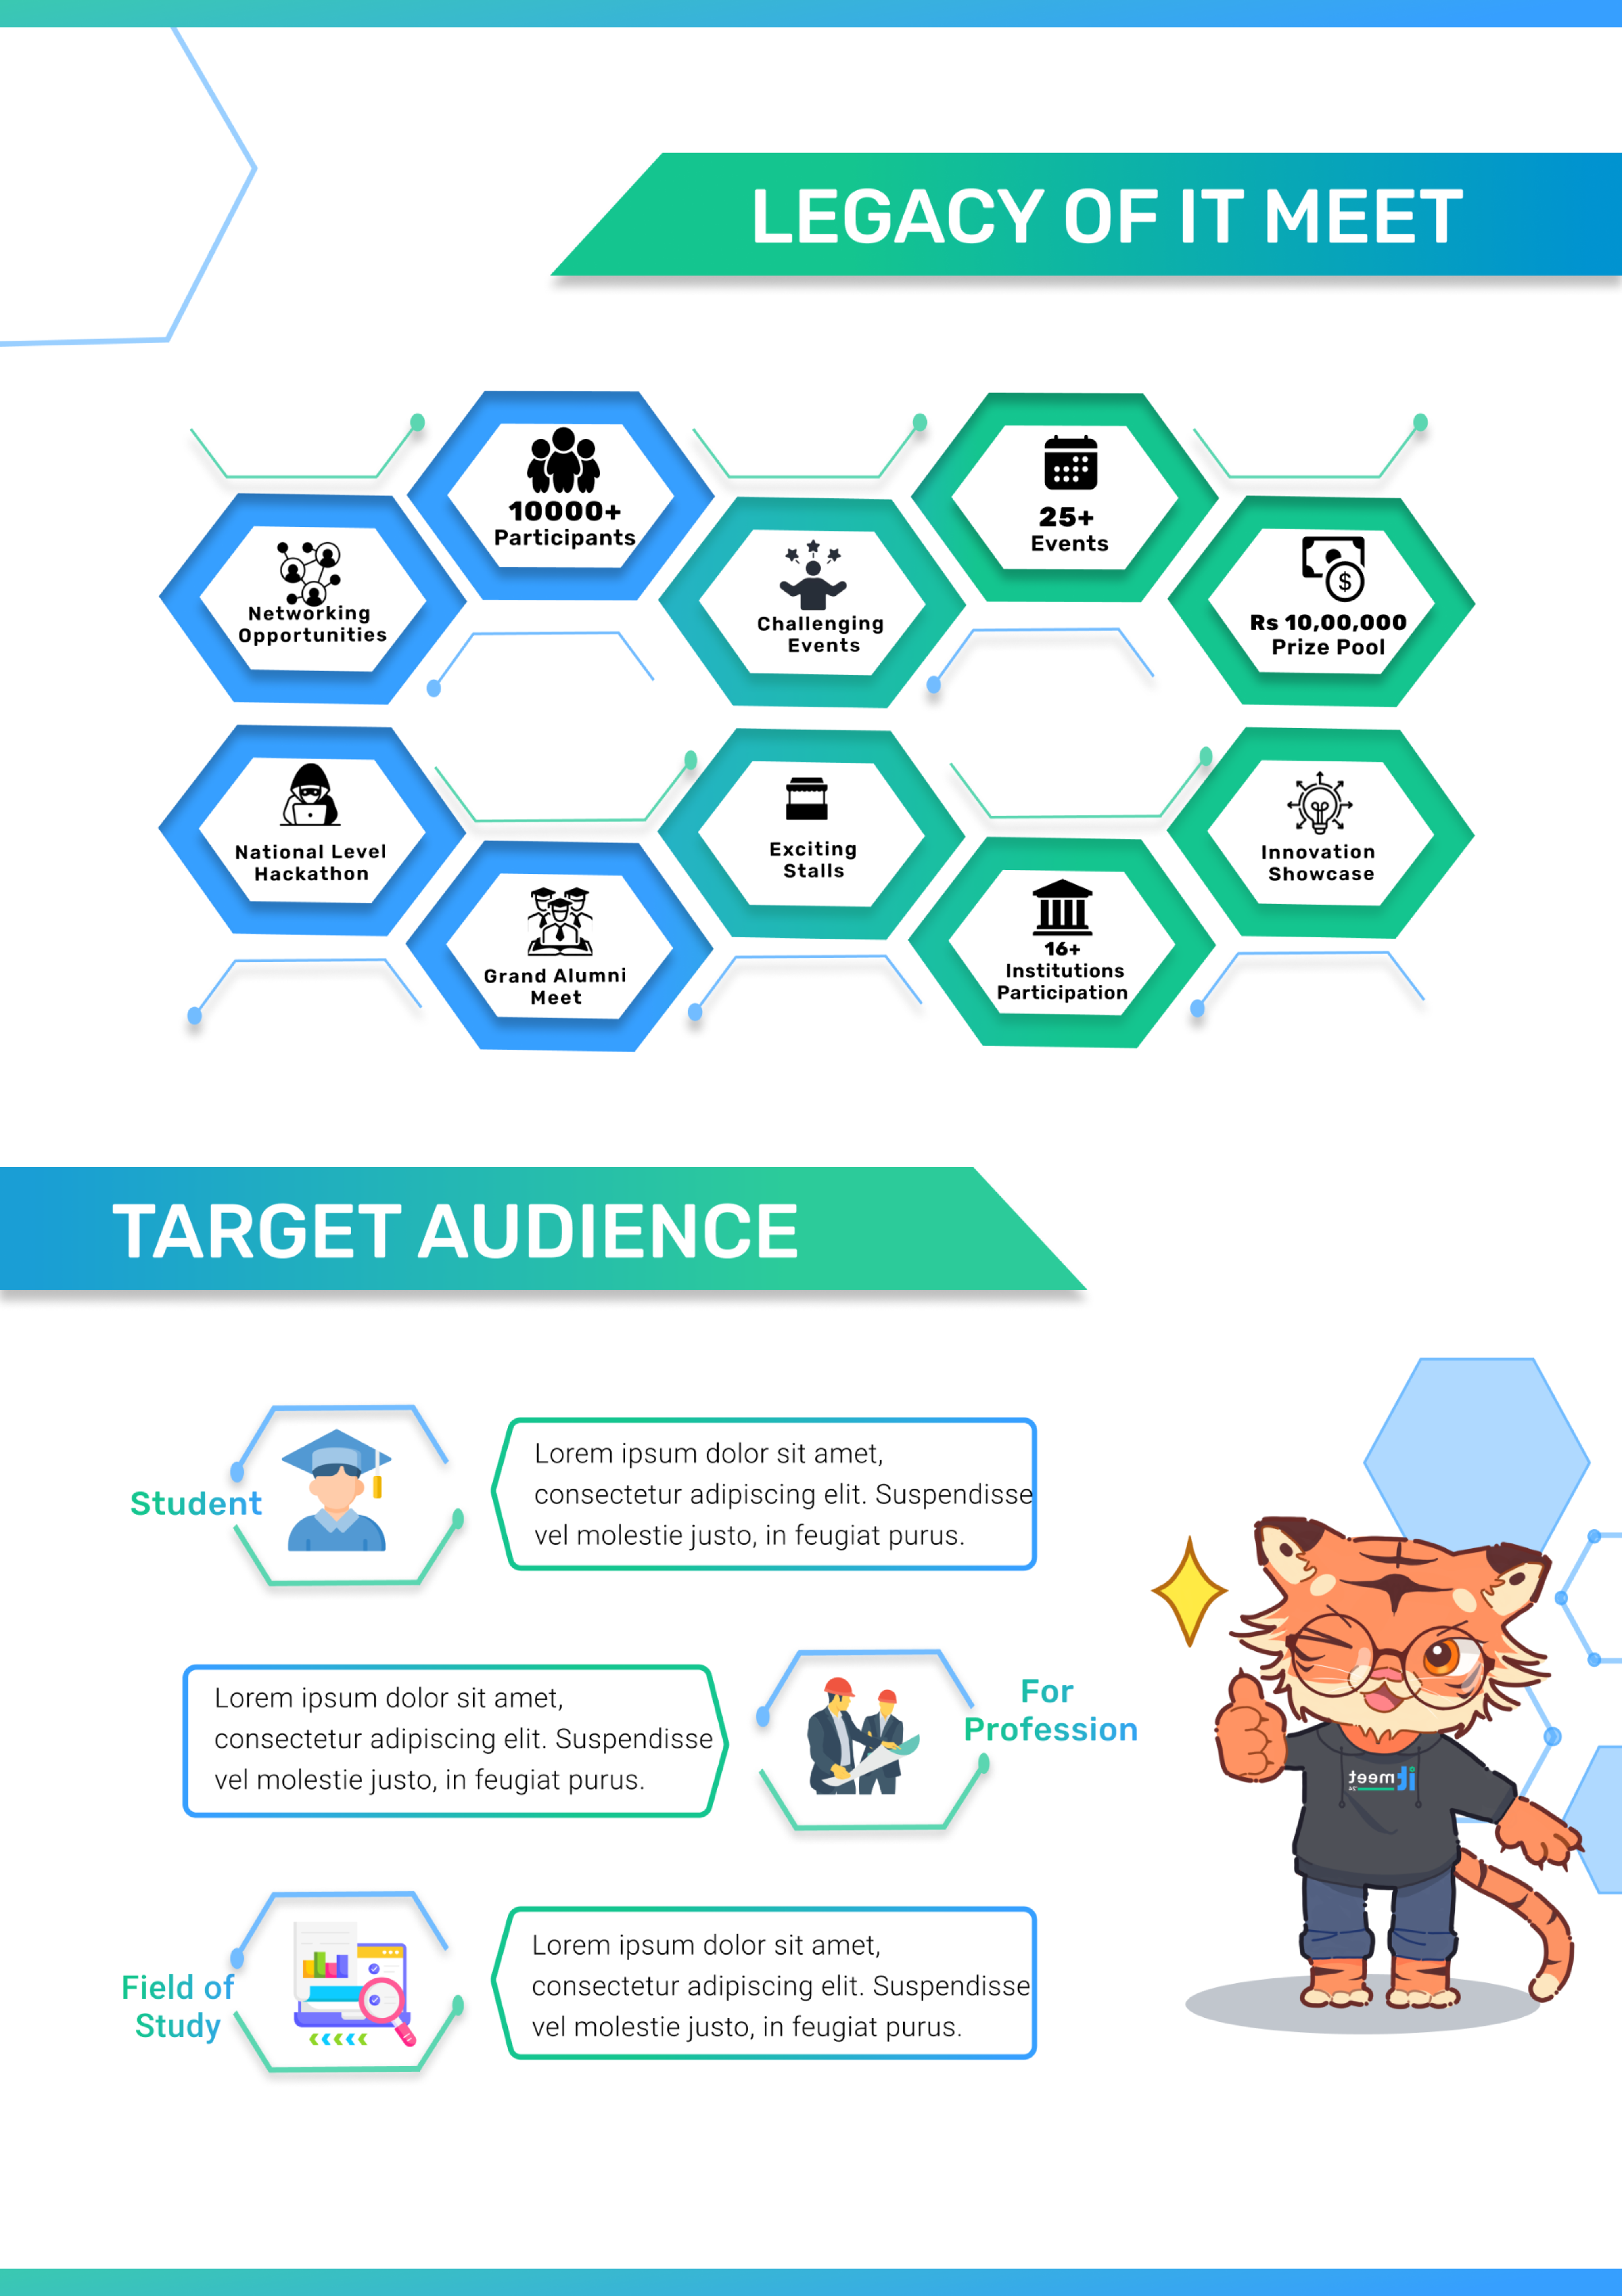 LEGACY OF IT MEET
10000+
Participants
25+
Events
Networking
Opportunities
Challenging
Events
Rs 10,00,000
Prize Pool
National Level
Hackathon
Exciting
Stalls
Innovation
Showcase
Grand Alumni
Meet
16+
Institutions
Participation
TARGET AUDIENCE
Student
Lorem ipsum dolor sit amet,
consectetur adipiscing elit. Suspendisse
vel molestie justo, in feugiat purus.
Lorem ipsum dolor sit amet,
consectetur adipiscing elit. Suspendisse
vel molestie justo, in feugiat purus.
For
Profession
it meet
Field of
Study
Lorem ipsum dolor sit amet,
consectetur adipiscing elit. Suspendisse
vel molestie justo, in feugiat purus.